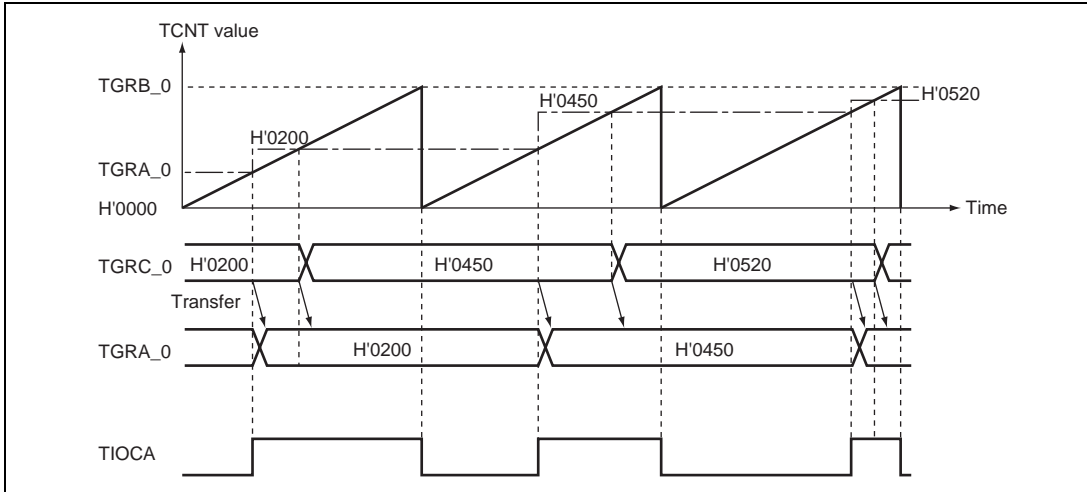 TCNT value
TGRB_0
H'0520
H'0450
H'0200
TGRA_0
H'0000
Time
TGRC_0
H'0200
H'0450
H'0520
Transfer
TGRA_0
H'0200
H'0450
TIOCA